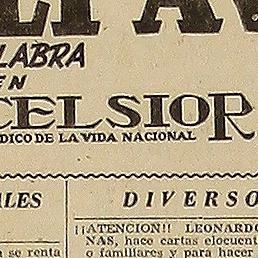 LABRA
EN
CELSIOR
DICO DE LA VIDA NACIONAL
ALES
DIVERSO
¡¡ATENCION!! LEONARDO
NAS, hace cartas elocuent
o familiares y para hacer
se renta